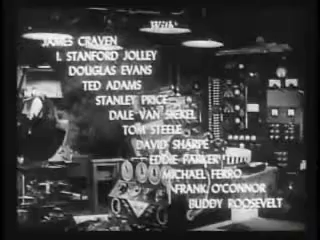 With
JAMES CRAVEN
I. STANFORD JOLLEY
DOUGLAS EVANS
TED ADAMS
STANLEY PRICE
DALE VAN SICKEL
TOM STEELE
DAVID SHARPE
EDDIE PARKER
MICHAEL FERRO
FRANK O'CONNOR
BUDDY ROOSEVELT